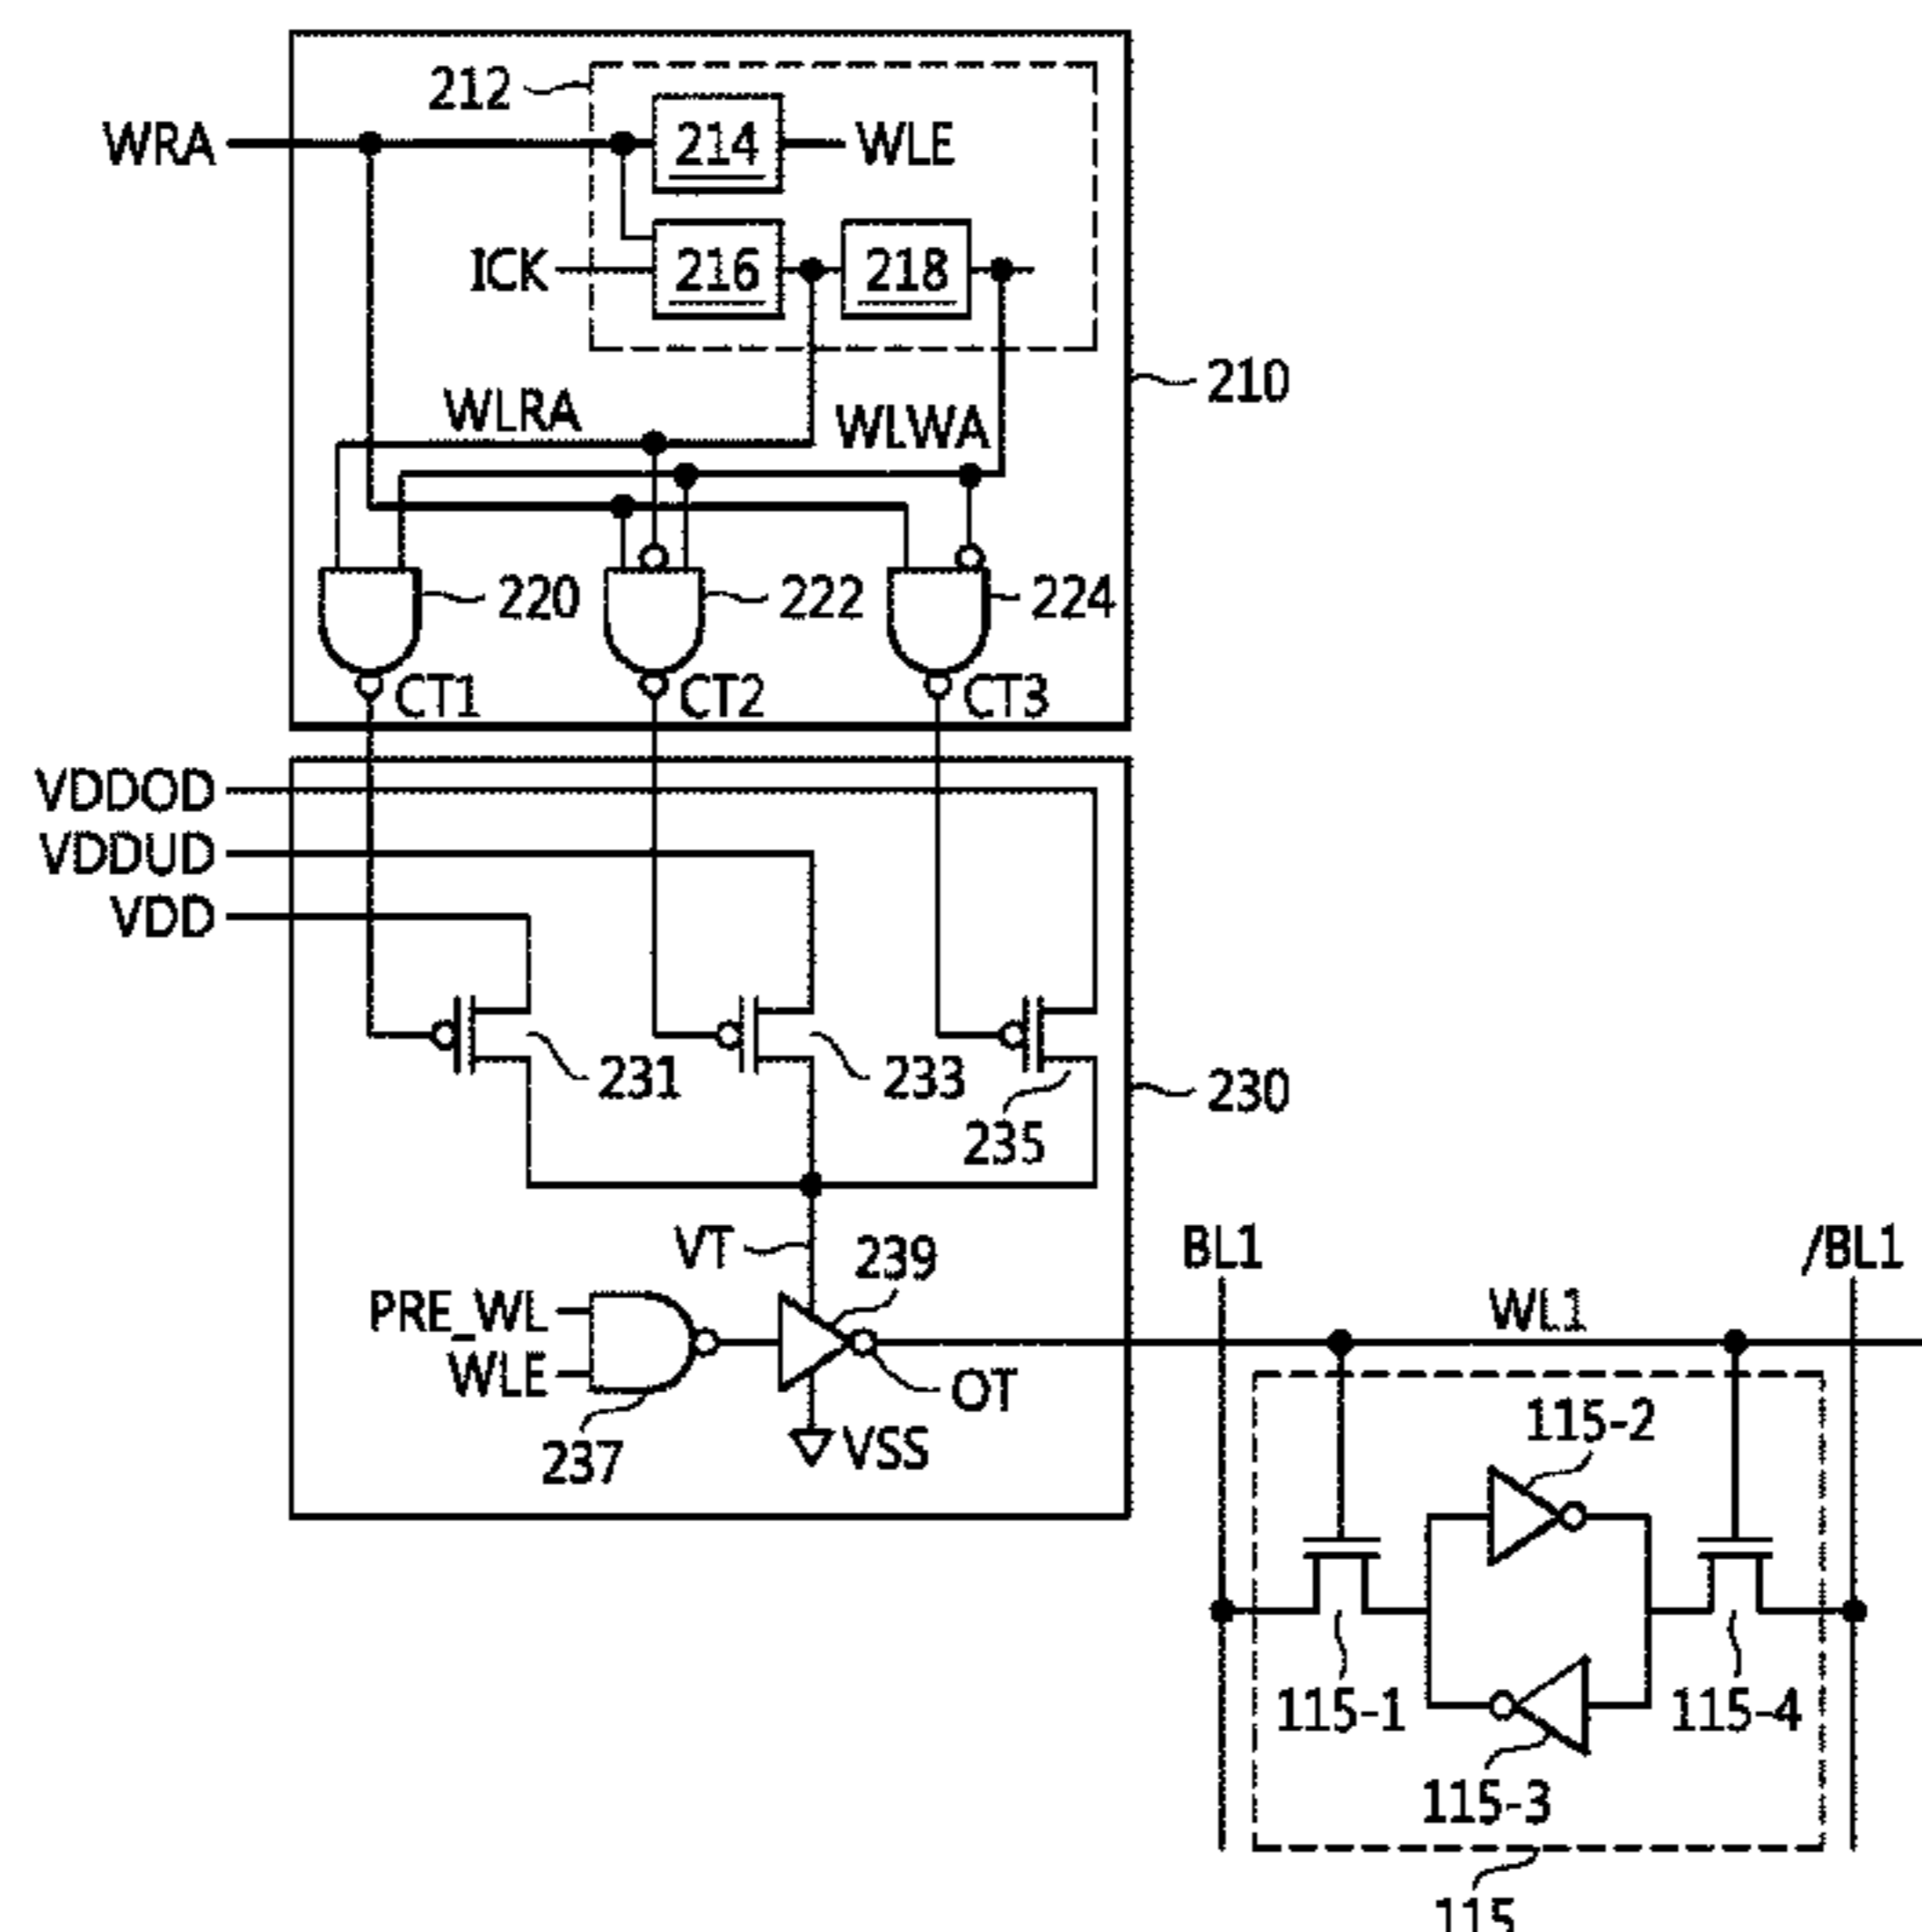 212
WRA
214
WLE
ICK
216
218
210
WLRA
WLWA
220
222
224
CT1
CT2
CT3
VDDOD
VDDUD
VDD
231
233
235
230
VT
239
BL1
/BL1
PRE_WL
WL1
WLE
OT
237
VSS
115-2
115-1
115-4
115-3
115